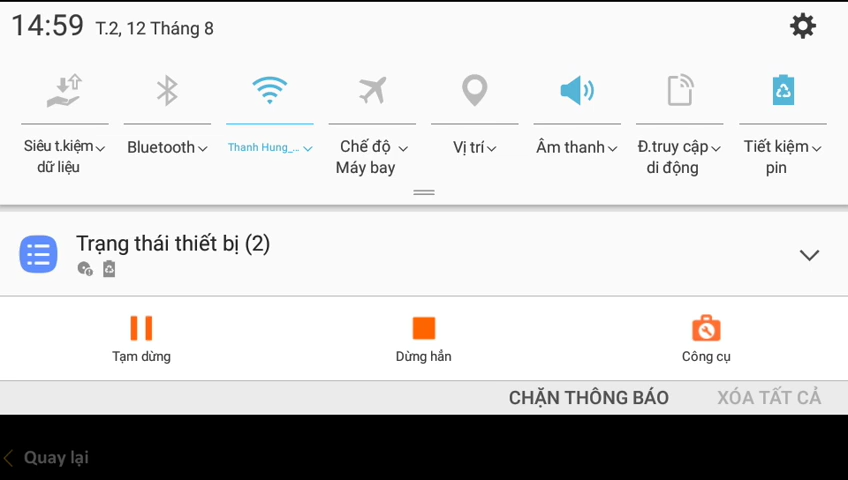 14:59 T.2, 12 Tháng 8
Siêu t.kiệm
dữ liệu
Bluetooth
Thanh Hung_...
Chế độ
Máy bay
Vị trí
Âm thanh
Đ.truy cập
di động
Tiết kiệm
pin
Trạng thái thiết bị (2)
Tạm dừng
Dừng hẳn
Công cụ
CHẶN THÔNG BÁO
XÓA TẤT CẢ
Quay lại